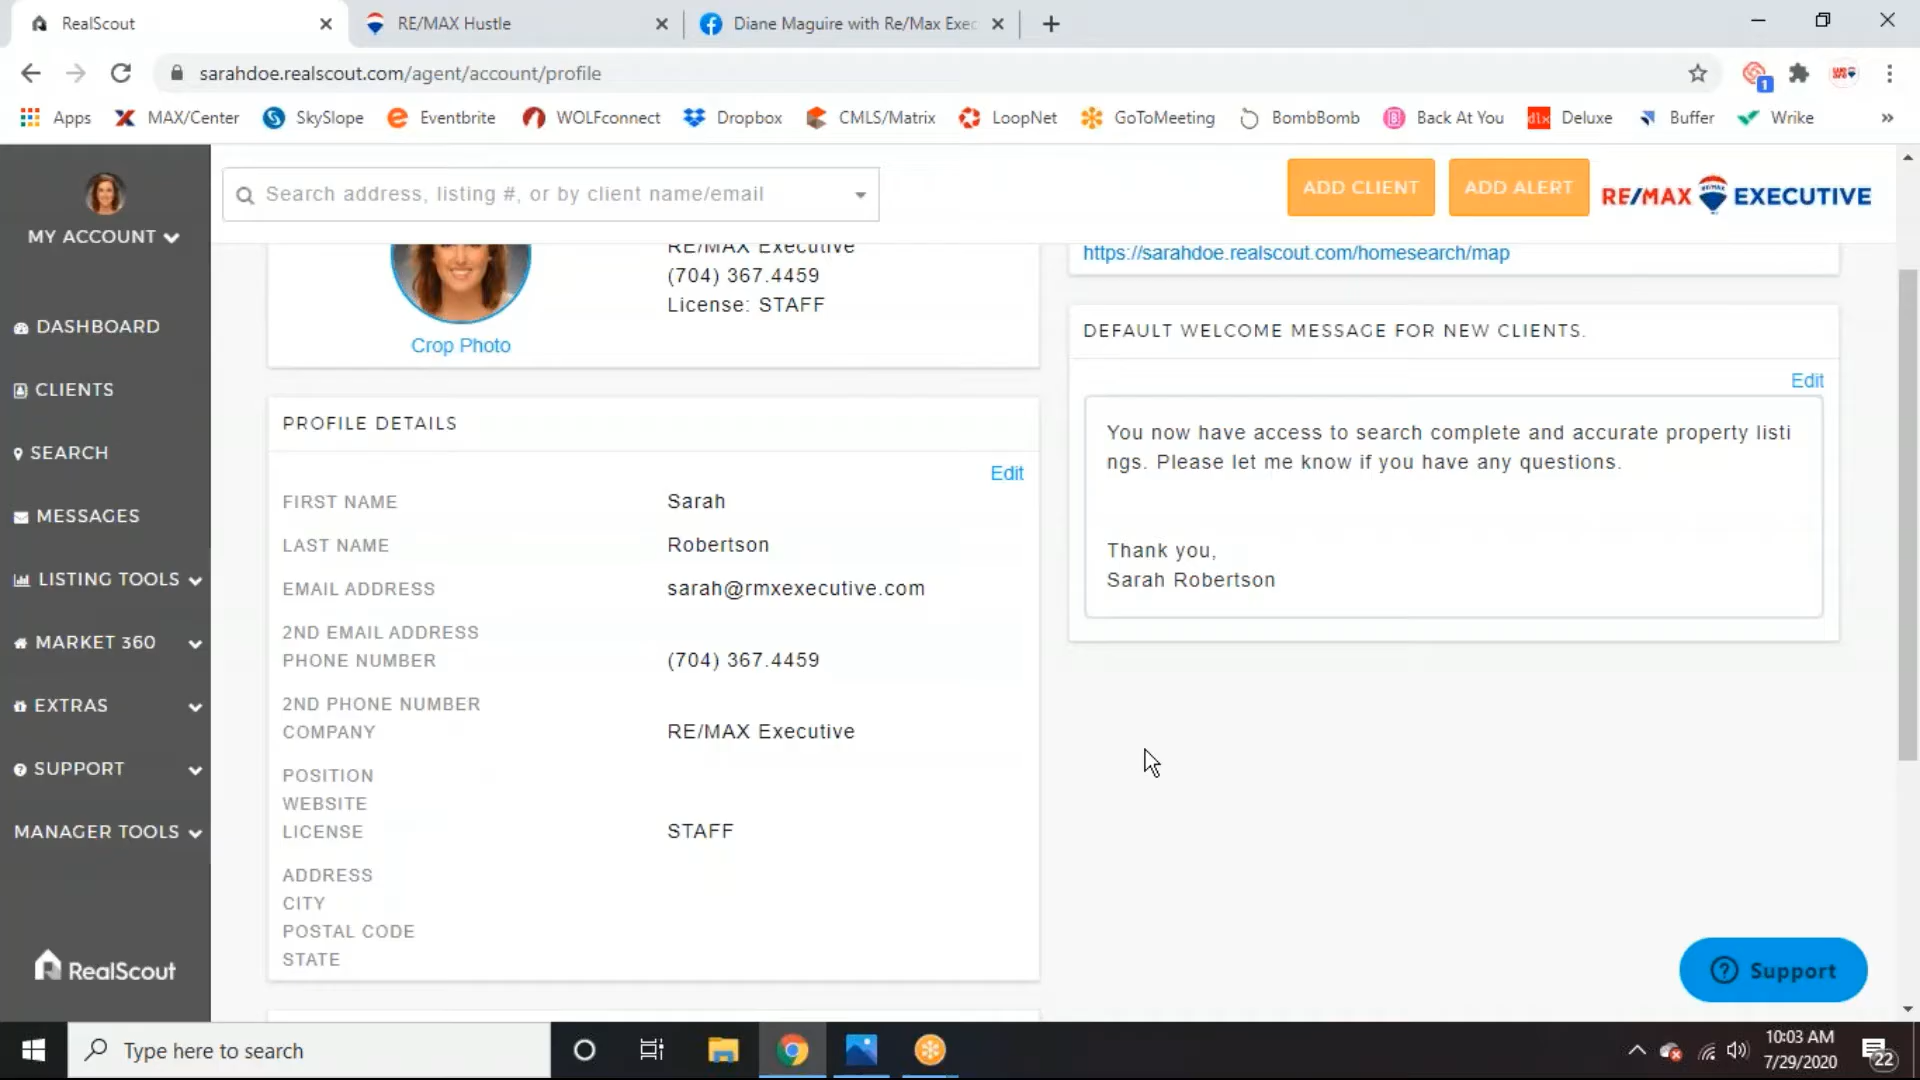 RealScout
RE/MAX Hustle
Diane Maguire with Re/Max Exec
sarahdoe.realscout.com/agent/account/profile
1
Apps
MAX/Center
SkySlope
Eventbrite
WOLFconnect
Dropbox
CMLS/Matrix
LoopNet
GoToMeeting
BombBomb
Back At You
dlx Deluxe
Buffer
Wrike
»
MY ACCOUNT
Search address, listing #, or by client name/email
ADD CLIENT
ADD ALERT
RE/MAX EXECUTIVE
DASHBOARD
CLIENTS
SEARCH
MESSAGES
LISTING TOOLS
MARKET 360
EXTRAS
SUPPORT
MANAGER TOOLS
RealScout
RE/MAX Executive
(704) 367.4459
License: STAFF
Crop Photo
PROFILE DETAILS
Edit
FIRST NAME Sarah
LAST NAME Robertson
EMAIL ADDRESS sarah@rmxexecutive.com
2ND EMAIL ADDRESS
PHONE NUMBER (704) 367.4459
2ND PHONE NUMBER
COMPANY RE/MAX Executive
POSITION
WEBSITE
LICENSE STAFF
ADDRESS
CITY
POSTAL CODE
STATE
https://sarahdoe.realscout.com/homesearch/map
DEFAULT WELCOME MESSAGE FOR NEW CLIENTS.
Edit
You now have access to search complete and accurate property listi
ngs. Please let me know if you have any questions.
Thank you,
Sarah Robertson
Support
Type here to search
10:03 AM
7/29/2020
22